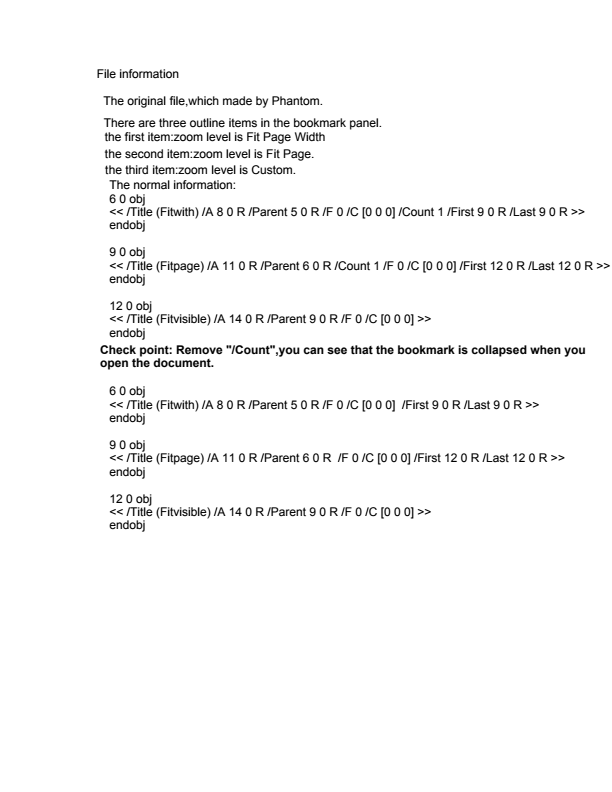 File information
The original file,which made by Phantom.
There are three outline items in the bookmark panel.
the first item:zoom level is Fit Page Width
the second item:zoom level is Fit Page.
the third item:zoom level is Custom.
The normal information:
6 0 obj
<< /Title (Fitwith) /A 8 0 R /Parent 5 0 R /F 0 /C [0 0 0] /Count 1 /First 9 0 R /Last 9 0 R >>
endobj
9 0 obj
<< /Title (Fitpage) /A 11 0 R /Parent 6 0 R /Count 1 /F 0 /C [0 0 0] /First 12 0 R /Last 12 0 R >>
endobj
12 0 obj
<< /Title (Fitvisible) /A 14 0 R /Parent 9 0 R /F 0 /C [0 0 0] >>
endobj
Check point: Remove "/Count",you can see that the bookmark is collapsed when you
open the document.
6 0 obj
<< /Title (Fitwith) /A 8 0 R /Parent 5 0 R /F 0 /C [0 0 0]  /First 9 0 R /Last 9 0 R >>
endobj
9 0 obj
<< /Title (Fitpage) /A 11 0 R /Parent 6 0 R  /F 0 /C [0 0 0] /First 12 0 R /Last 12 0 R >>
endobj
12 0 obj
<< /Title (Fitvisible) /A 14 0 R /Parent 9 0 R /F 0 /C [0 0 0] >>
endobj